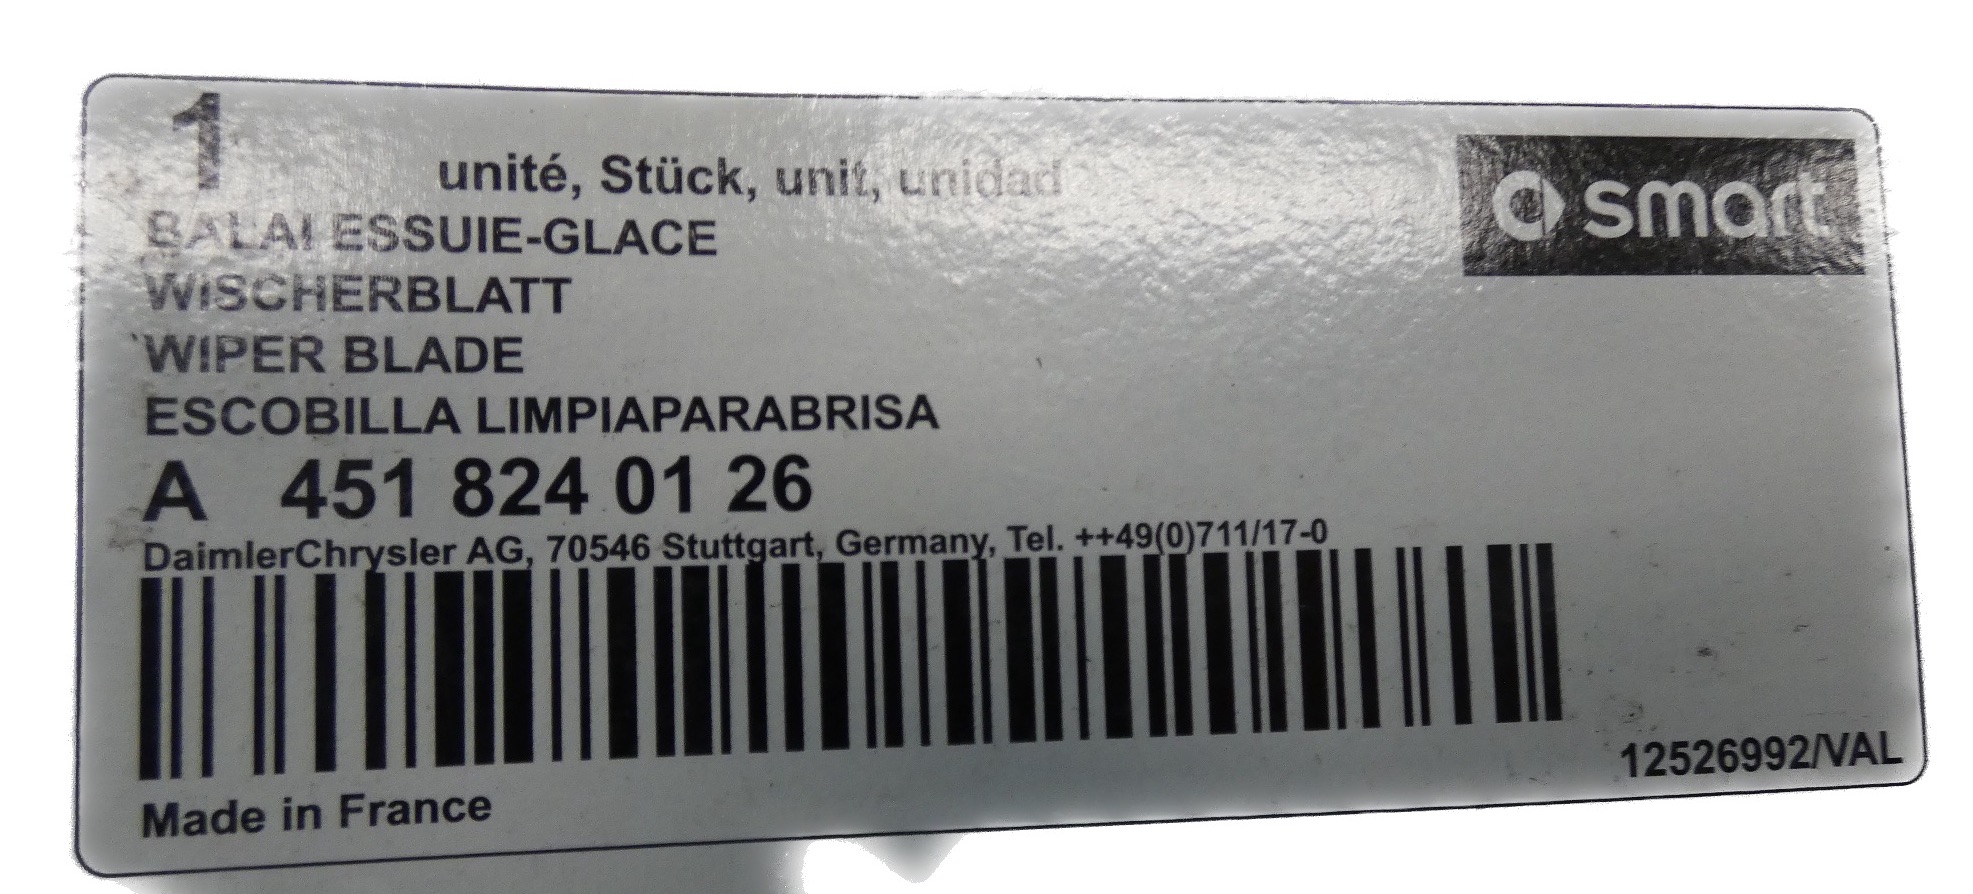 1
unité, Stück, unit, unidad
smart
BALAI ESSUIE-GLACE
WISCHERBLATT
WIPER BLADE
ESCOBILLA LIMPIAPARABRISA
A 451 824 01 26
DaimlerChrysler AG, 70546 Stuttgart, Germany, Tel. ++49(0)711/17-0
12526992/VAL
Made in France